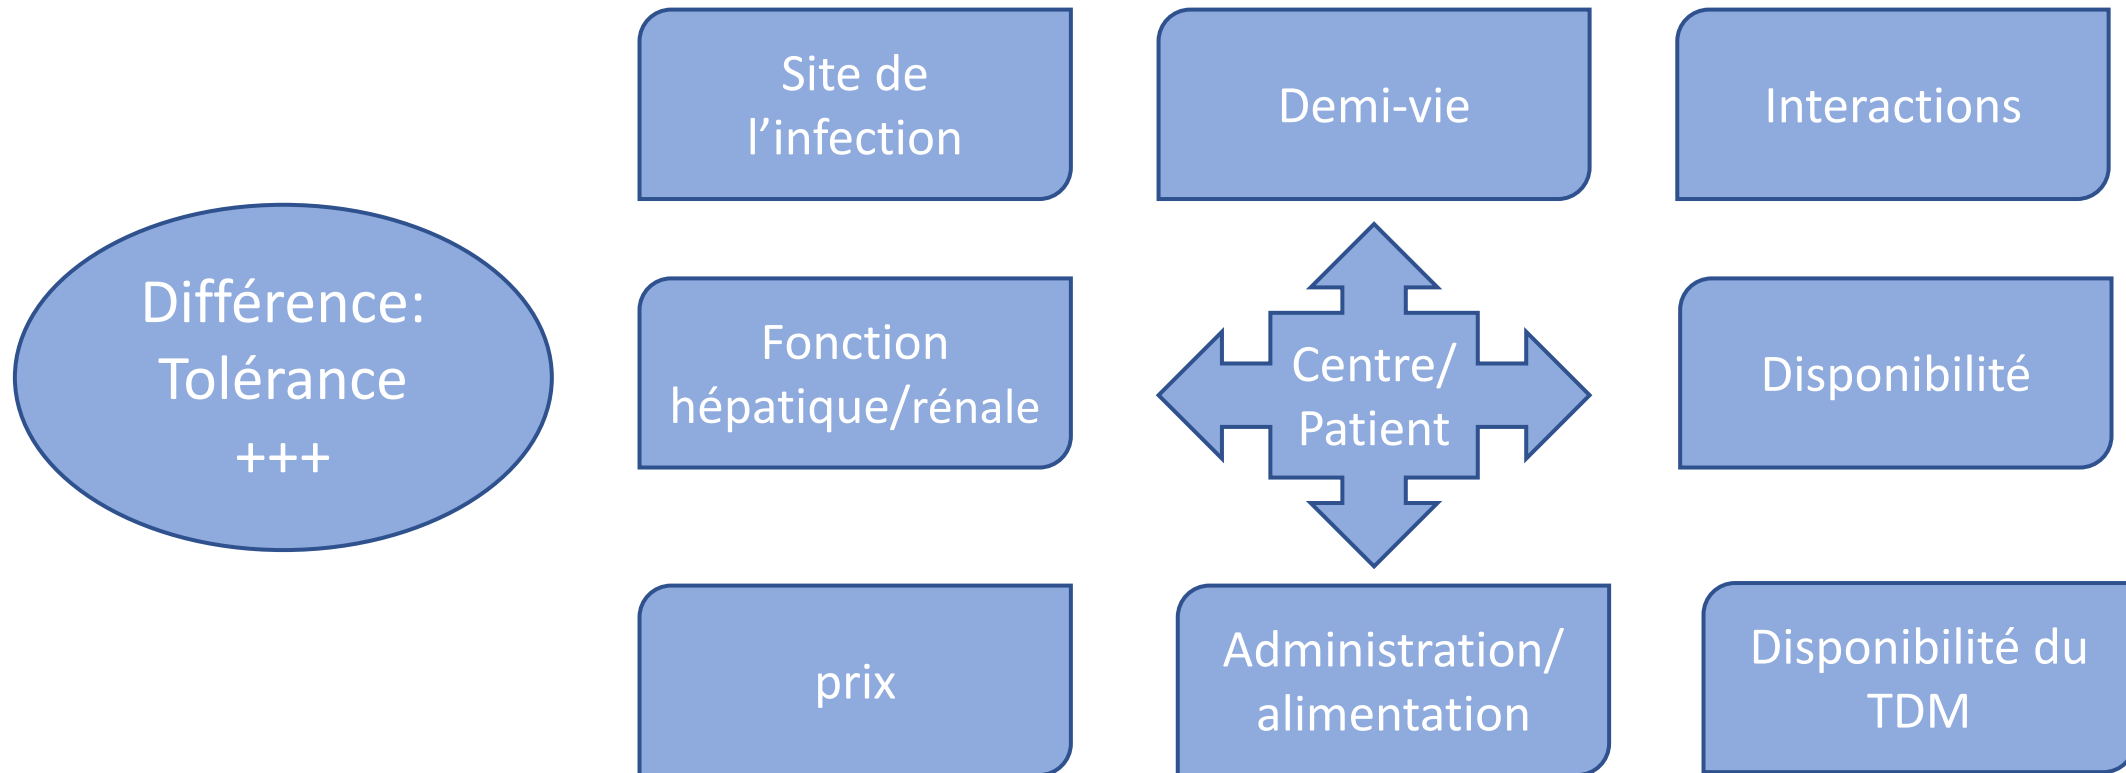 Site de
l’infection
Demi-vie
Interactions
Différence:
Tolérance
+++
Fonction
hépatique/rénale
Centre/
Patient
Disponibilité
prix
Administration/
alimentation
Disponibilité du
TDM